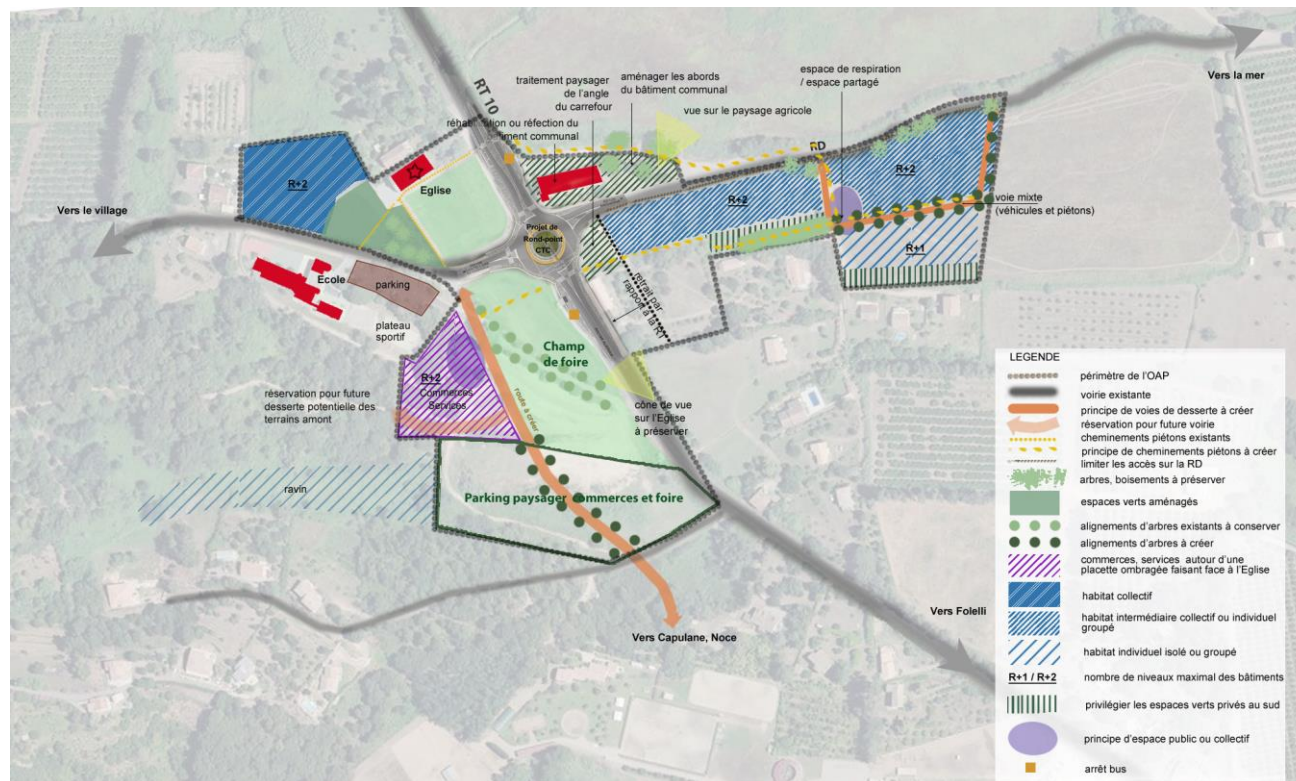 RT 10
traitement paysager
de l'angle
du carrefour
aménager les abords
du bâtiment communal
espace de respiration
/ espace partagé
Vers la mer
vue sur le paysage agricole
réfection du
communal
RD
R+2
Eglise
R+2
R+2
voie mixte
(véhicules et piétons)
Vers le village
Projet de
Rond-point
CTC
R+1
Ecole
parking
retrait par
rapport à la RT
plateau
sportif
Champ
de foire
R+2
Commerces
Services
route à créer
réservation pour future
desserte potentielle des
terrains amont
cône de vue
sur l'Eglise
à préserver
ravin
Parking paysager commerces et foire
Vers Folelli
Vers Capulane, Noce
LEGENDE
périmètre de l'OAP
voirie existante
principe de voies de desserte à créer
réservation pour future voirie
cheminements piétons existants
principe de cheminements piétons à créer
limiter les accès sur la RD
arbres, boisements à préserver
espaces verts aménagés
alignements d'arbres existants à conserver
alignements d'arbres à créer
commerces, services autour d'une
placette ombragée faisant face à l'Eglise
habitat collectif
habitat intermédiaire collectif ou individuel
groupé
habitat individuel isolé ou groupé
R+1 / R+2 nombre de niveaux maximal des bâtiments
privilégier les espaces verts privés au sud
principe d'espace public ou collectif
arrêt bus